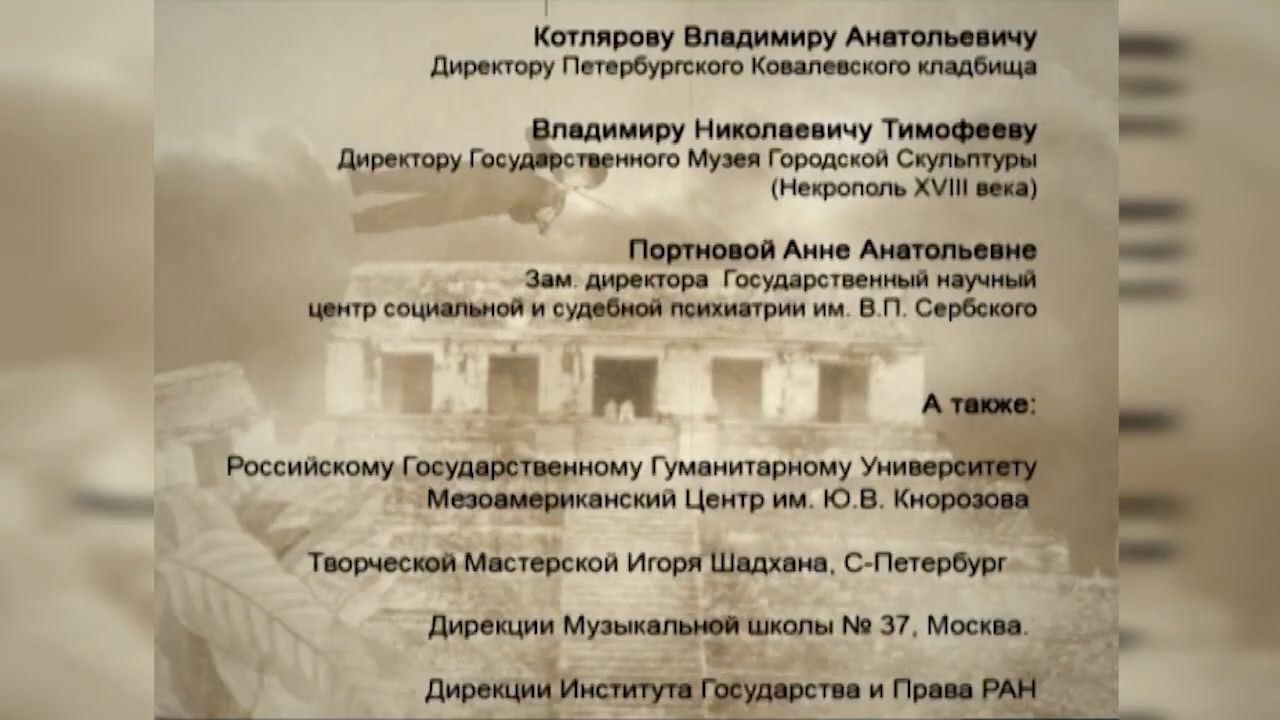 Котлярову Владимиру Анатольевичу
Директору Петербургского Ковалевского кладбища
Владимиру Николаевичу Тимофееву
Директору Государственного Музея Городской Скульптуры
(Некрополь XVIII века)
Портновой Анне Анатольевне
Зам. директора Государственный научный
центр социальной и судебной психиатрии им. В.П. Сербского
А также:
Российскому Государственному Гуманитарному Университету
Мезоамериканский Центр им. Ю.В. Кнорозова
Творческой Мастерской Игоря Шадхана, С-Петербург
Дирекции Музыкальной школы № 37, Москва.
Дирекции Института Государства и Права РАН